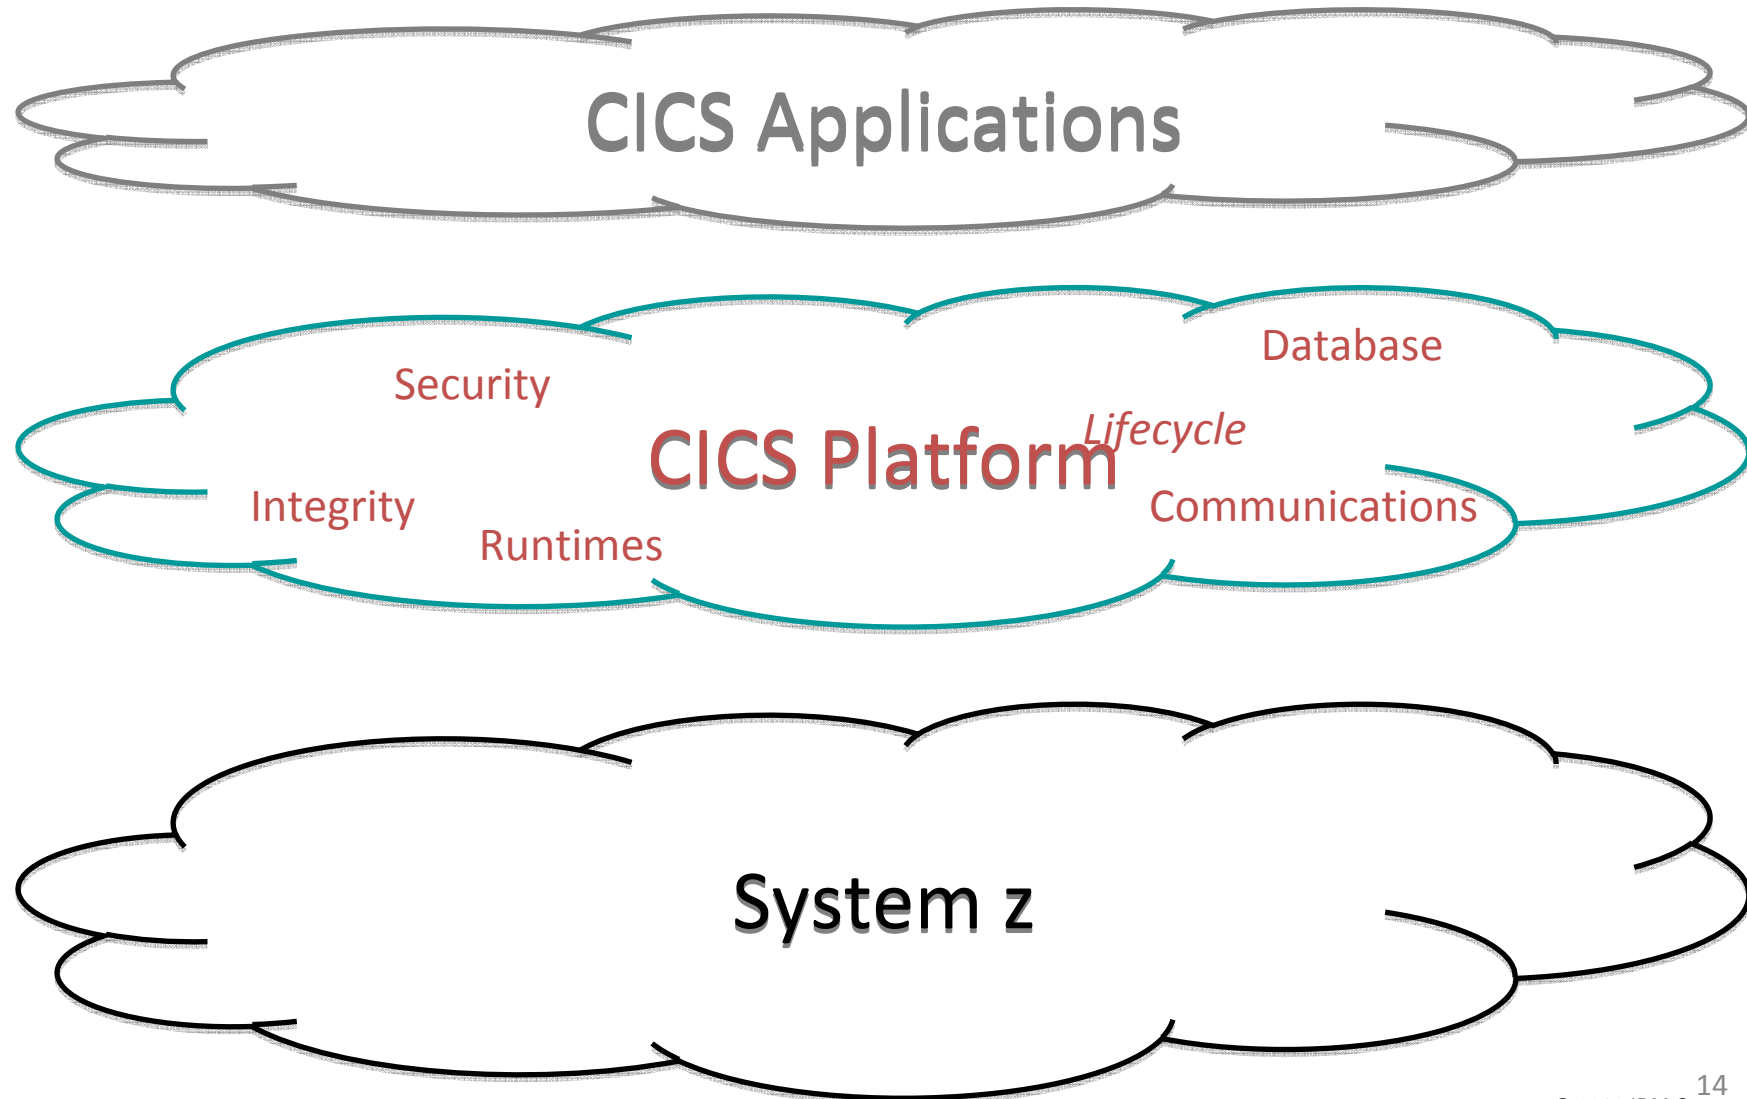 CICS Applications
Database
Security
Lifecycle
CICS Platform
Integrity
Communications
Runtimes
System z
14